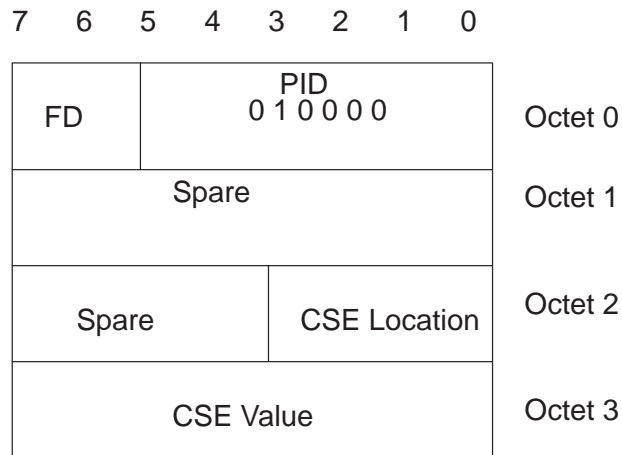 7 6 5 4 3 2 1 0
PID
FD 0 1 0 0 0 0 Octet 0
Spare Octet 1
Spare CSE Location Octet 2
CSE Value Octet 3